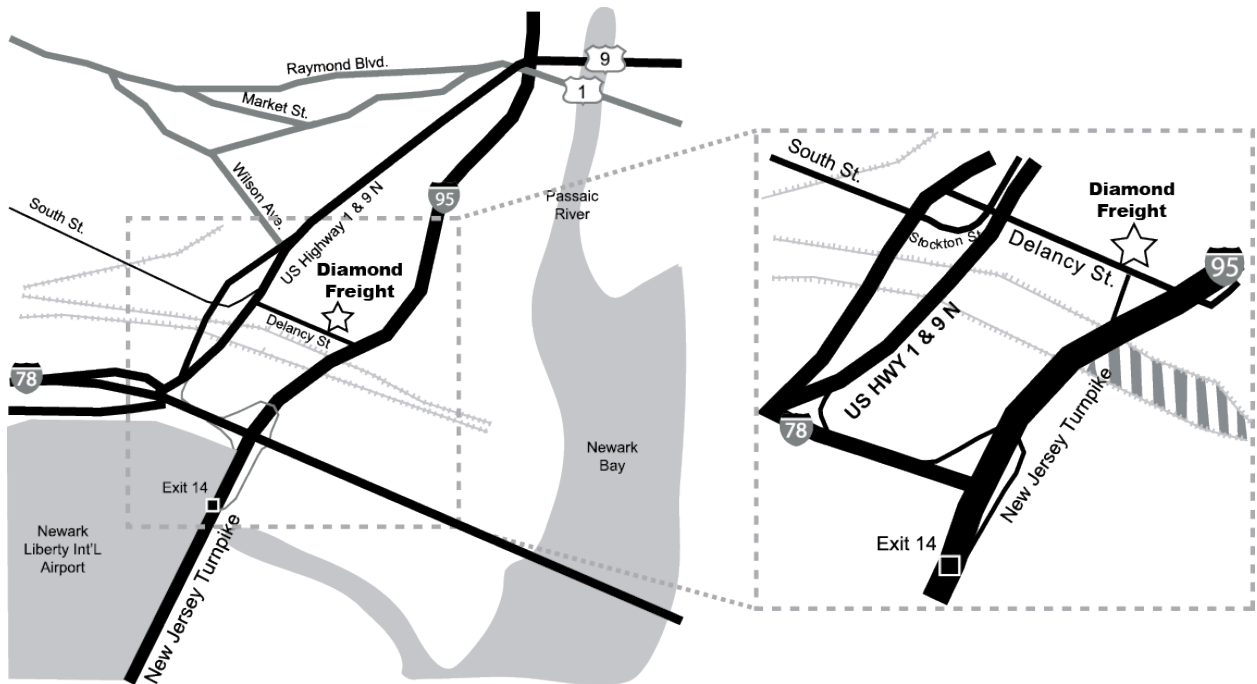 Raymond Blvd.
9
1
Market St.
Wilson Ave.
95
Passaic
River
South St.
US Highway 1 & 9 N
Diamond
Freight
Delancy St
78
Newark
Bay
Exit 14
Newark
Liberty Int'L
Airport
New Jersey Turnpike
South St.
Diamond
Freight
Stockton St.
Delancy St.
95
US HWY 1 & 9 N
78
New Jersey Turnpike
Exit 14